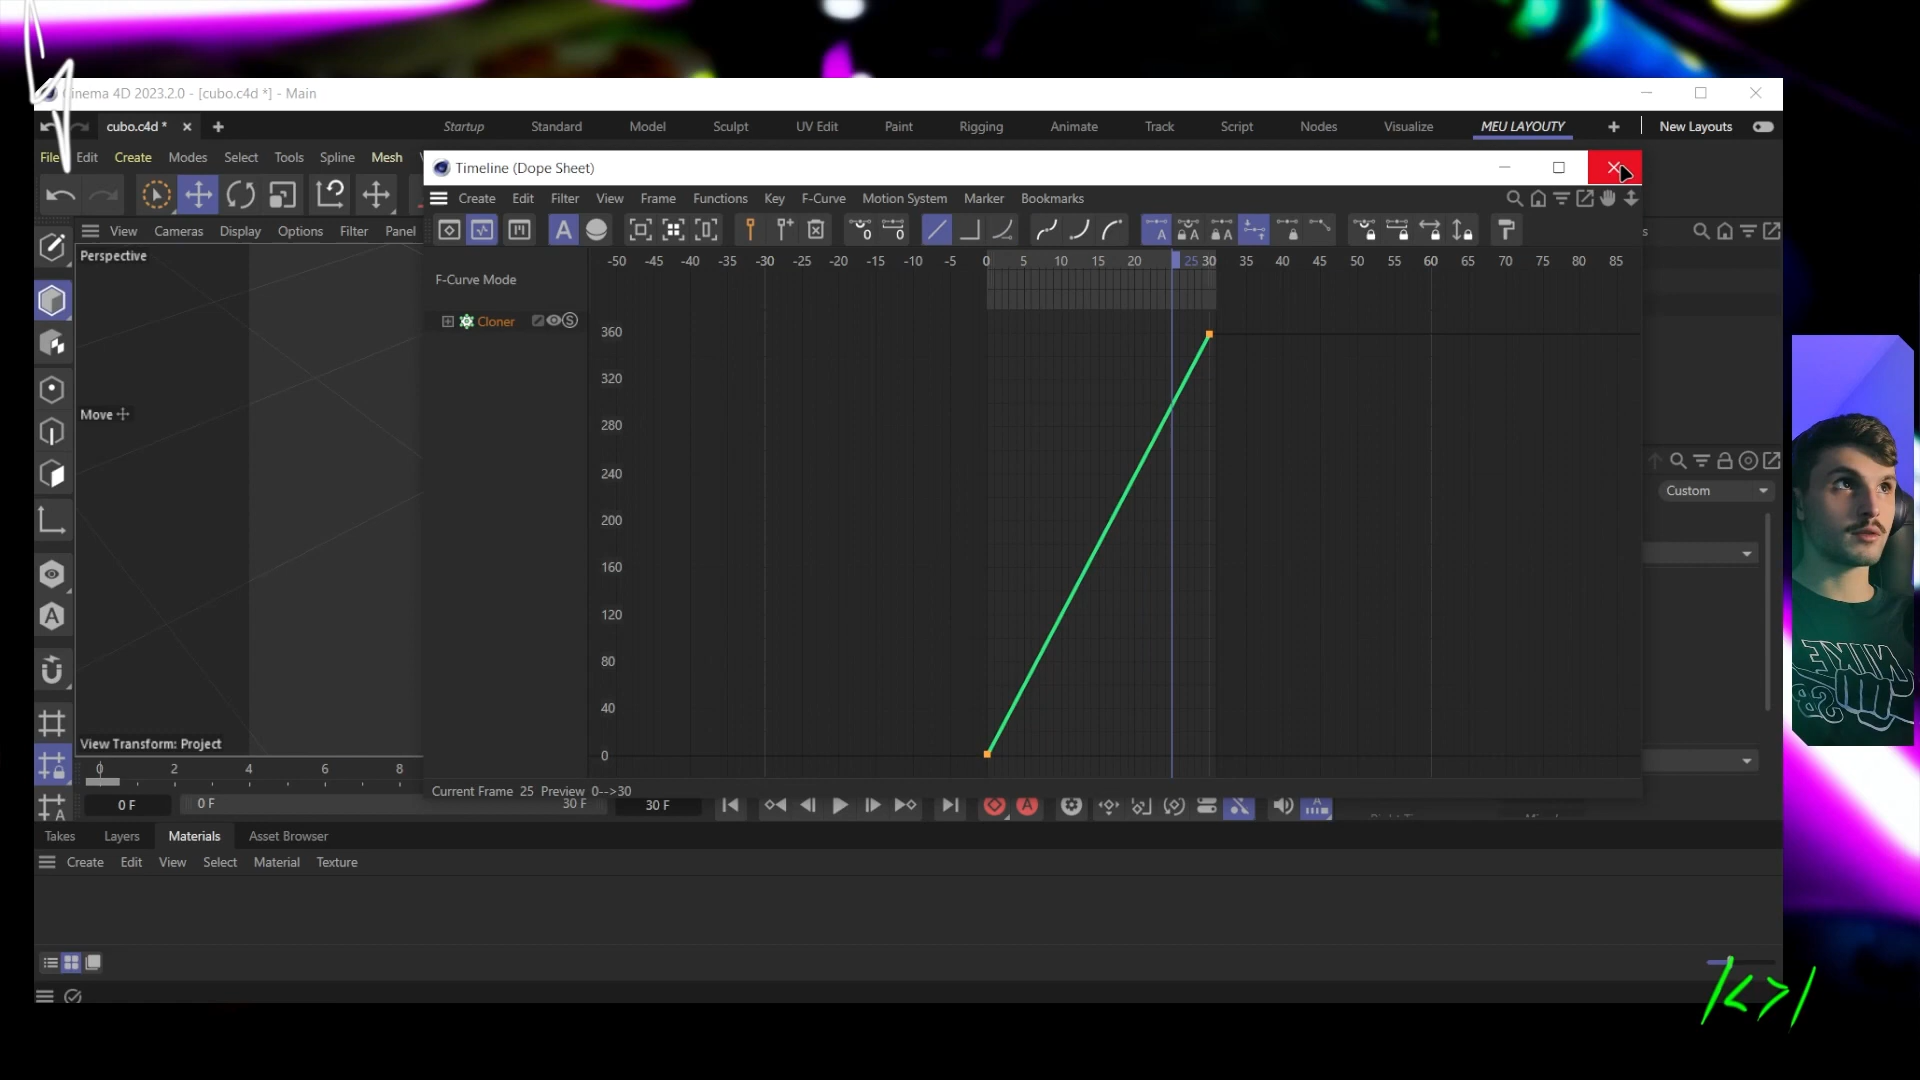 Cinema 4D 2023.2.0 - [cubo.c4d *] - Main
cubo.c4d *
Startup Standard Model Sculpt UV Edit Paint Rigging Animate Track Script Nodes Visualize MEU LAYOUTY New Layouts
File Edit Create Modes Select Tools Spline Mesh
Timeline (Dope Sheet)
Create Edit Filter View Frame Functions Key F-Curve Motion System Marker Bookmarks
View Cameras Display Options Filter Panel
Perspective
-50 -45 -40 -35 -30 -25 -20 -15 -10 -5 0 5 10 15 20 25 30 35 40 45 50 55 60 65 70 75 80 85
F-Curve Mode
Cloner
360
320
280
240
200
160
120
80
40
0
Move
Custom
View Transform: Project
0 2 4 6 8
Current Frame 25 Preview 0-->30
0 F 0 F 30 F 30 F
Takes Layers Materials Asset Browser
Create Edit View Select Material Texture
NIKE